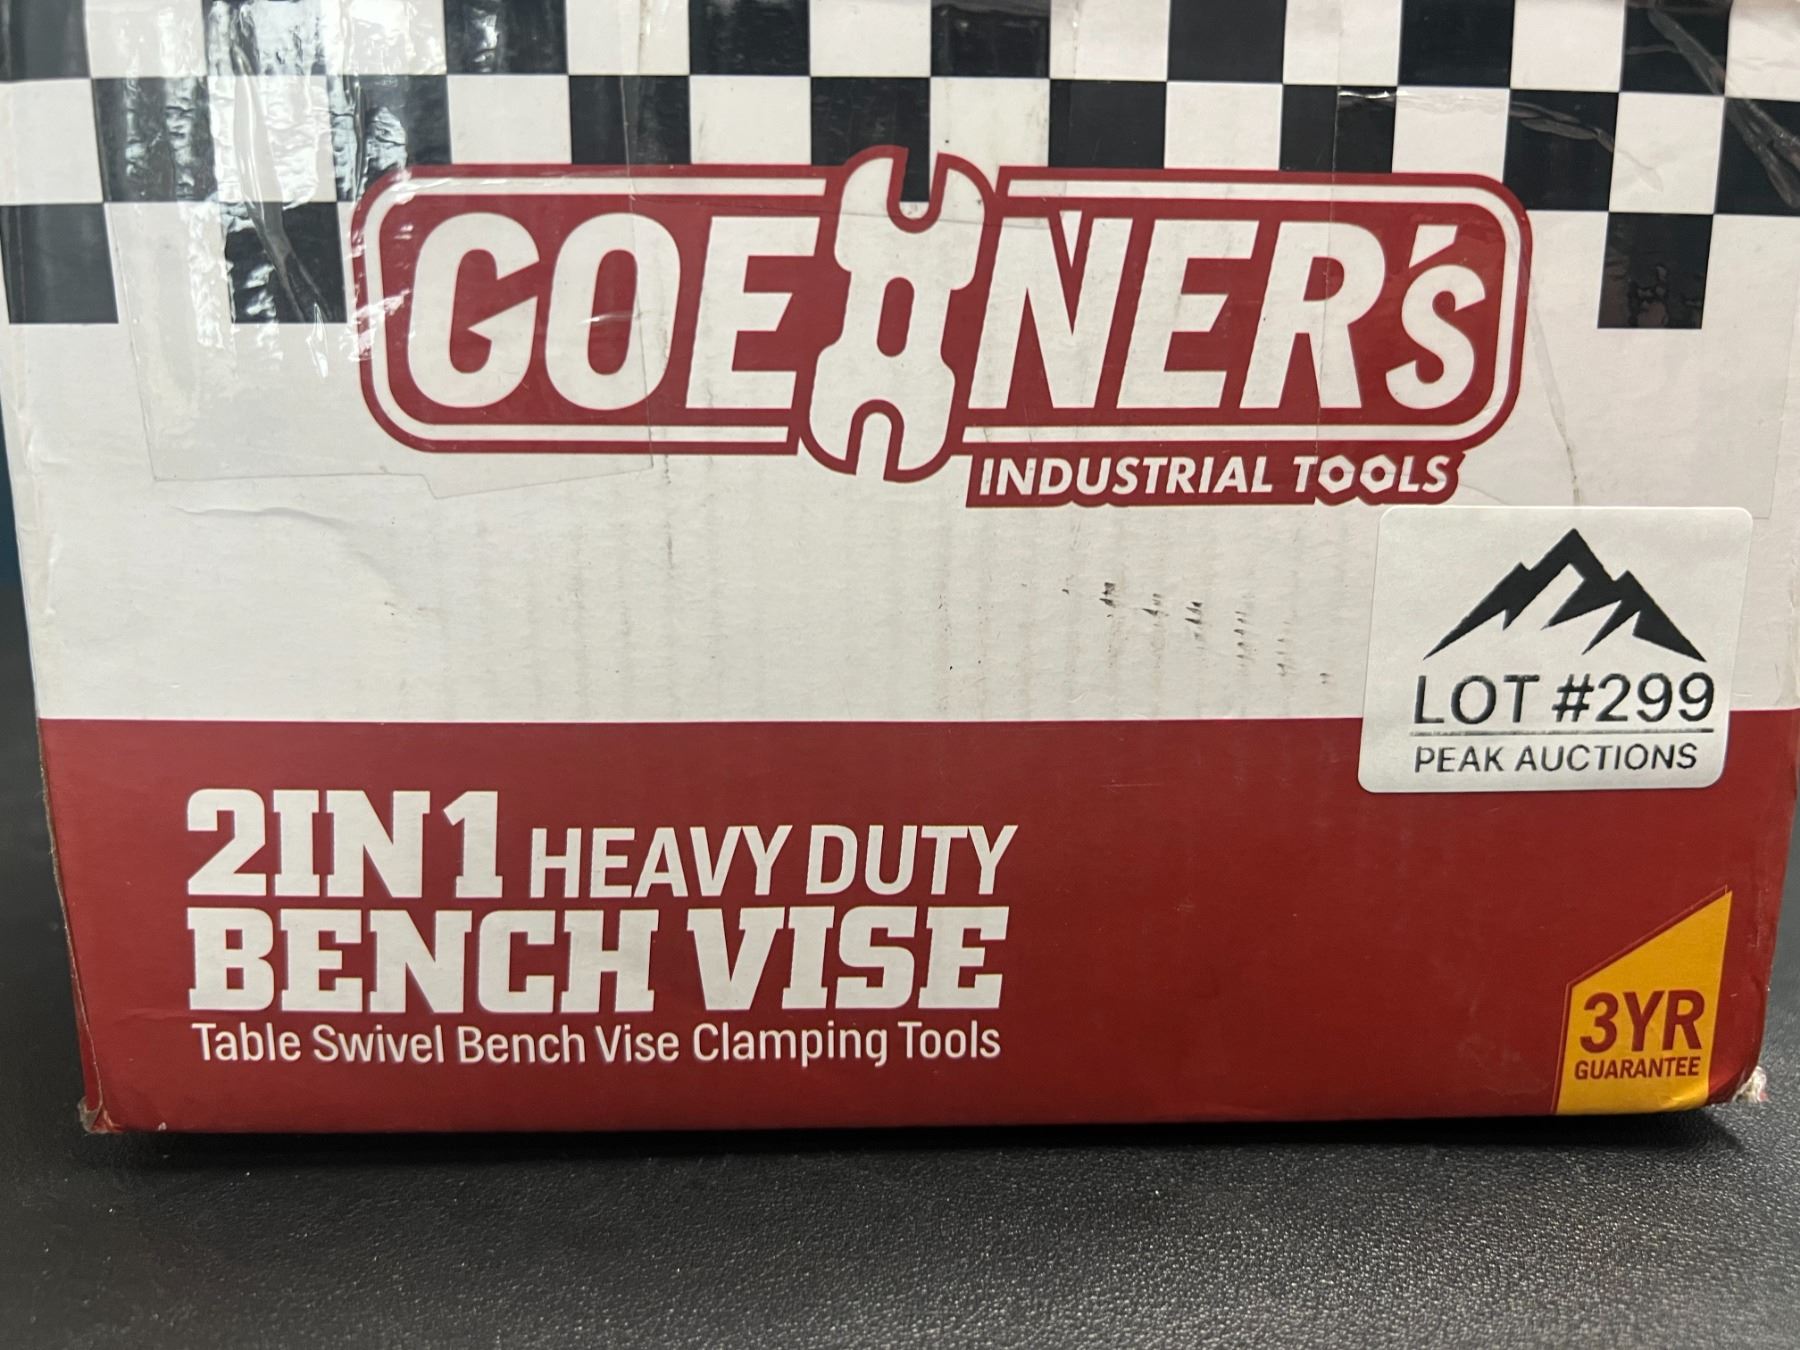 GOEHNER's
INDUSTRIAL TOOLS
LOT #299
PEAK AUCTIONS
2IN1 HEAVY DUTY
BENCH VISE
Table Swivel Bench Vise Clamping Tools
3YR
GUARANTEE